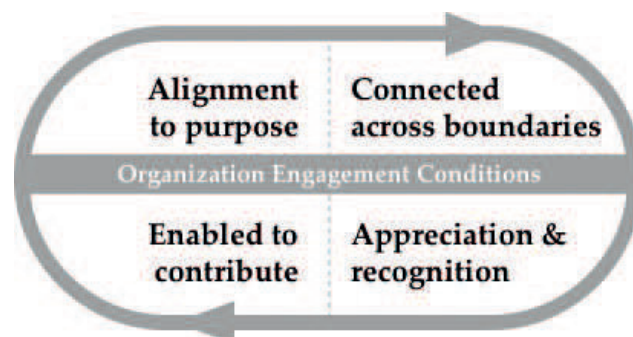 Alignment
to purpose
Connected
across boundaries
Organization Engagement Conditions
Enabled to
contribute
Appreciation &
recognition